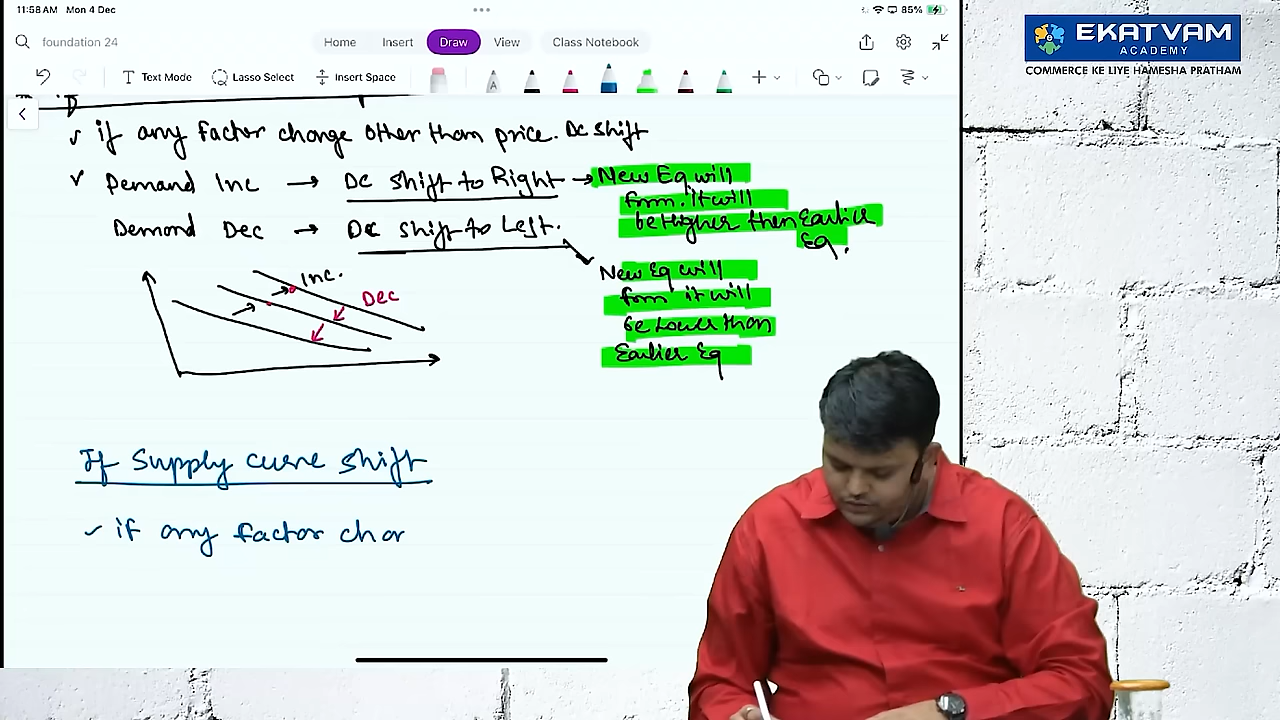 11:58 AM Mon 4 Dec
85%
foundation 24
Home Insert Draw View Class Notebook
Text Mode Lasso Select Insert Space
EKATVAM
ACADEMY
COMMERCE KE LIYE HAMESHA PRATHAM
if any factor change other than price. DC shift
Demand Inc → DC shift to Right → New Eq will
form. it will
be Higher then Earlier
Eq.
Demand Dec → DC shift to Left.
New Eq will
form it will
be Lower than
Earlier Eq
Inc.
Dec
If Supply curve shift
if any factor char